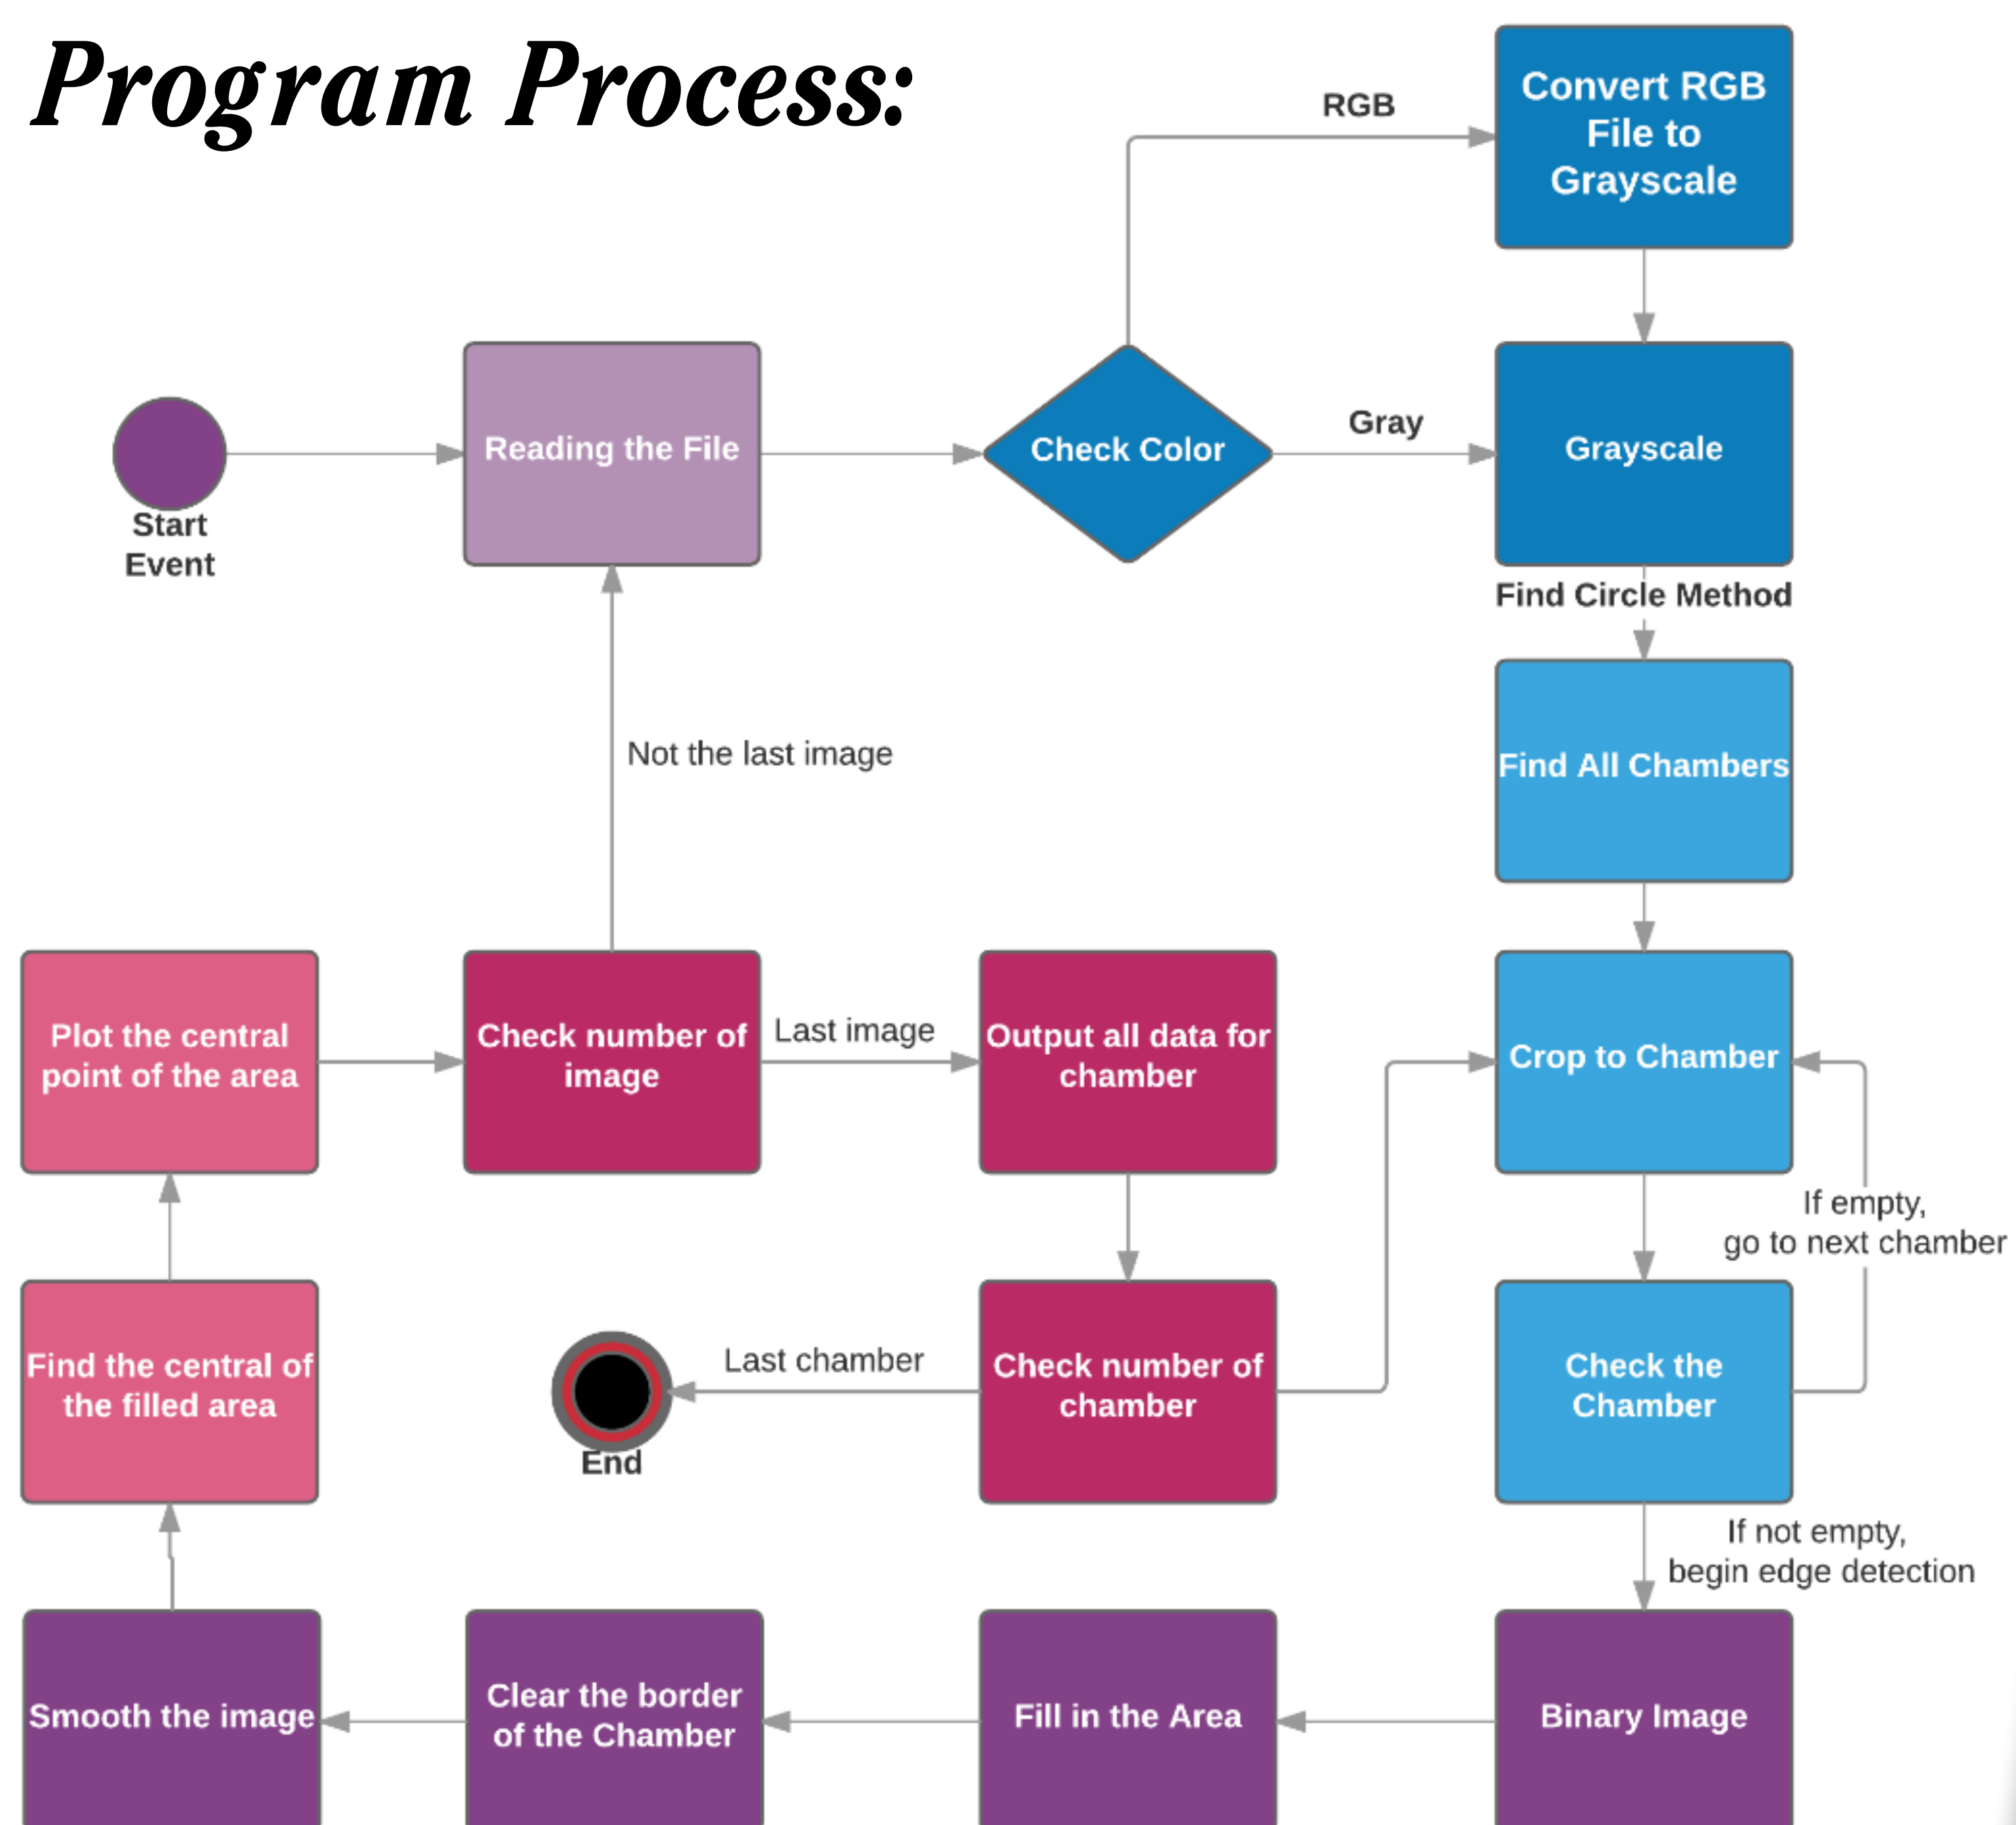 Program Process:
RGB
Convert RGB
File to
Grayscale
Start
Event
Reading the File
Check Color
Gray
Grayscale
Find Circle Method
Not the last image
Find All Chambers
Plot the central
point of the area
Check number of
image
Last image
Output all data for
chamber
Crop to Chamber
If empty,
go to next chamber
Find the central of
the filled area
End
Last chamber
Check number of
chamber
Check the
Chamber
If not empty,
begin edge detection
Smooth the image
Clear the border
of the Chamber
Fill in the Area
Binary Image